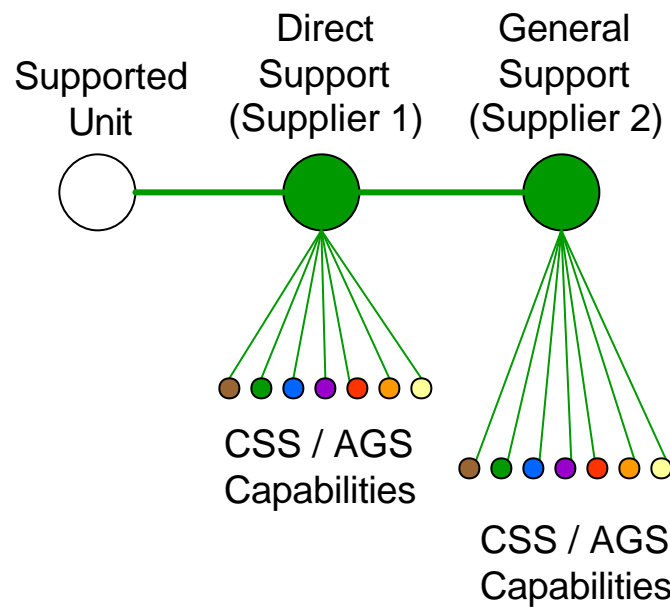 Supported
Unit
Direct
Support
(Supplier 1)
General
Support
(Supplier 2)
CSS / AGS
Capabilities
CSS / AGS
Capabilities